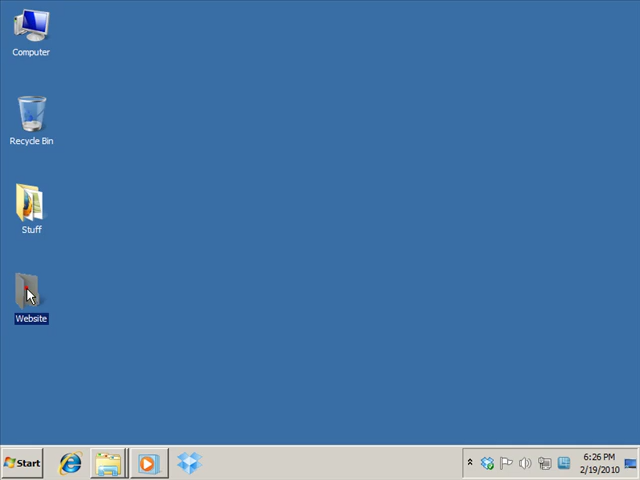 Computer
Recycle Bin
Stuff
Website
Start
6:26 PM
2/19/2010